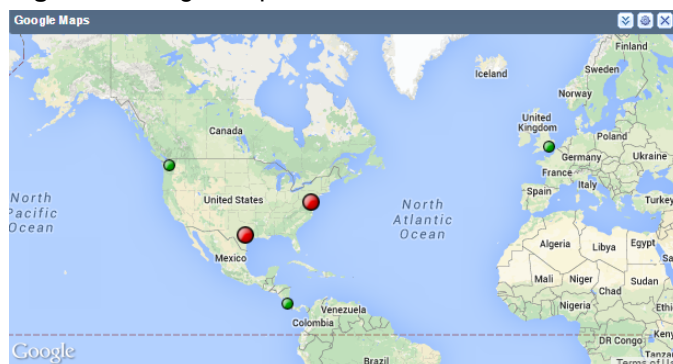 Google Maps
Finland
Sweden
Iceland
Norway
United
Kingdom
Canada
Poland
Germany
Ukraine
France
Italy
Spain
Turkey
North
Pacific
Ocean
United States
North
Atlantic
Ocean
Mexico
Algeria
Libya
Egypt
Mali
Niger
Chad
Sudan
Nigeria
Venezuela
Colombia
DR Congo
Google
Brazil